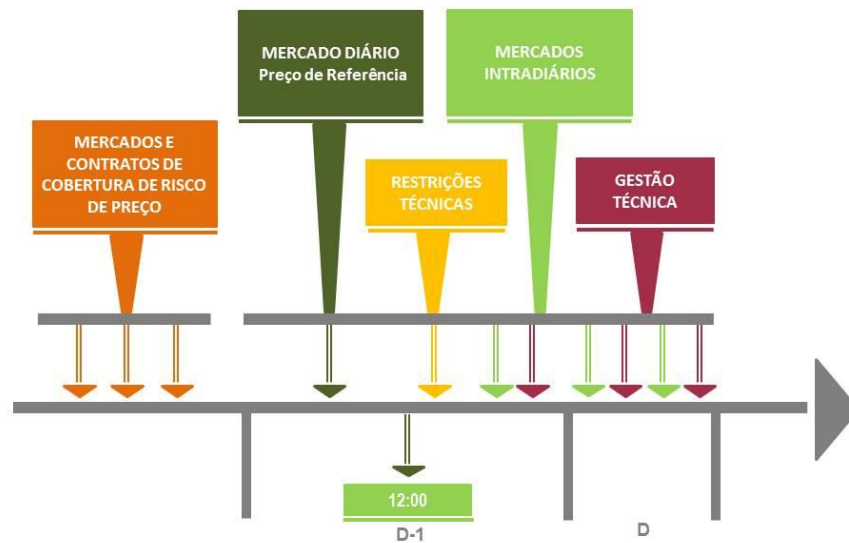 MERCADO DIÁRIO
Preço de Referência
MERCADOS
INTRADIÁRIOS
MERCADOS E
CONTRATOS DE
COBERTURA DE RISCO
DE PREÇO
RESTRIÇÕES
TÉCNICAS
GESTÃO
TÉCNICA
12:00
D-1
D